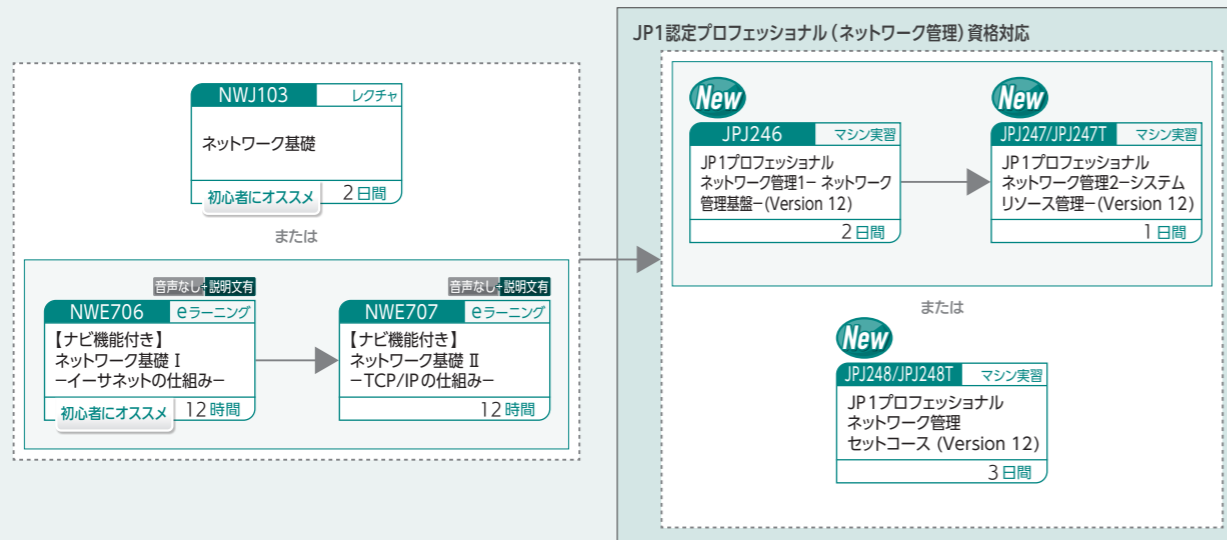 JP1認定プロフェッショナル（ネットワーク管理）資格対応
NWJ103 レクチャ
ネットワーク基礎
初心者にオススメ 2日間
または
音声なし+説明文有
NWE706 eラーニング
【ナビ機能付き】
ネットワーク基礎 Ⅰ
−イーサネットの仕組み−
初心者にオススメ 12時間
音声なし+説明文有
NWE707 eラーニング
【ナビ機能付き】
ネットワーク基礎 Ⅱ
−TCP/IPの仕組み−
12時間
New
JPJ246 マシン実習
JP1プロフェッショナル
ネットワーク管理1− ネットワーク
管理基盤−(Version 12)
2日間
New
JPJ247/JPJ247T マシン実習
JP1プロフェッショナル
ネットワーク管理2−システム
リソース管理−(Version 12)
1日間
または
New
JPJ248/JPJ248T マシン実習
JP1プロフェッショナル
ネットワーク管理
セットコース (Version 12)
3日間